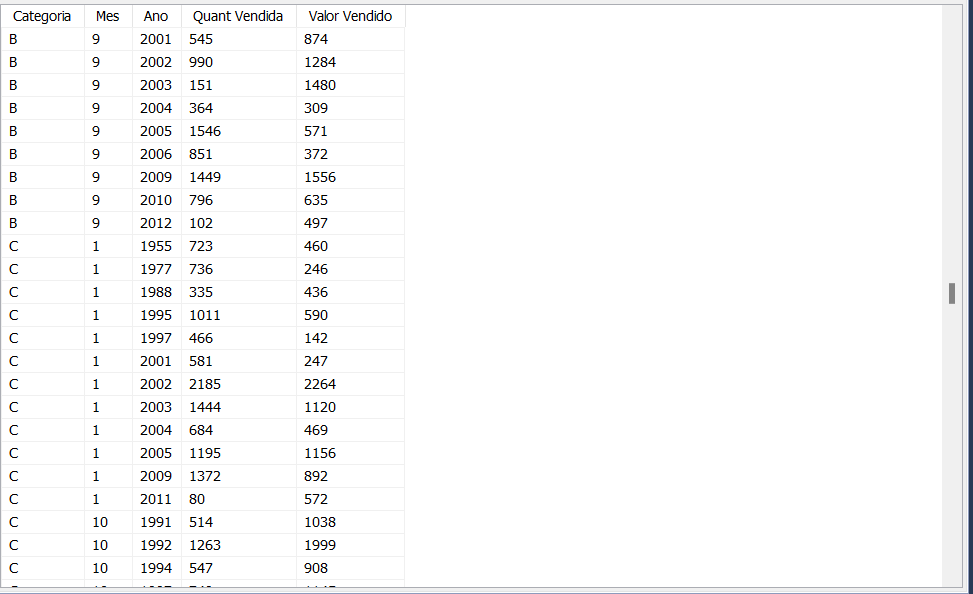 Categoria Mes Ano Quant Vendida Valor Vendido
B 9 2001 545 874
B 9 2002 990 1284
B 9 2003 151 1480
B 9 2004 364 309
B 9 2005 1546 571
B 9 2006 851 372
B 9 2009 1449 1556
B 9 2010 796 635
B 9 2012 102 497
C 1 1955 723 460
C 1 1977 736 246
C 1 1988 335 436
C 1 1995 1011 590
C 1 1997 466 142
C 1 2001 581 247
C 1 2002 2185 2264
C 1 2003 1444 1120
C 1 2004 684 469
C 1 2005 1195 1156
C 1 2009 1372 892
C 1 2011 80 572
C 10 1991 514 1038
C 10 1992 1263 1999
C 10 1994 547 908